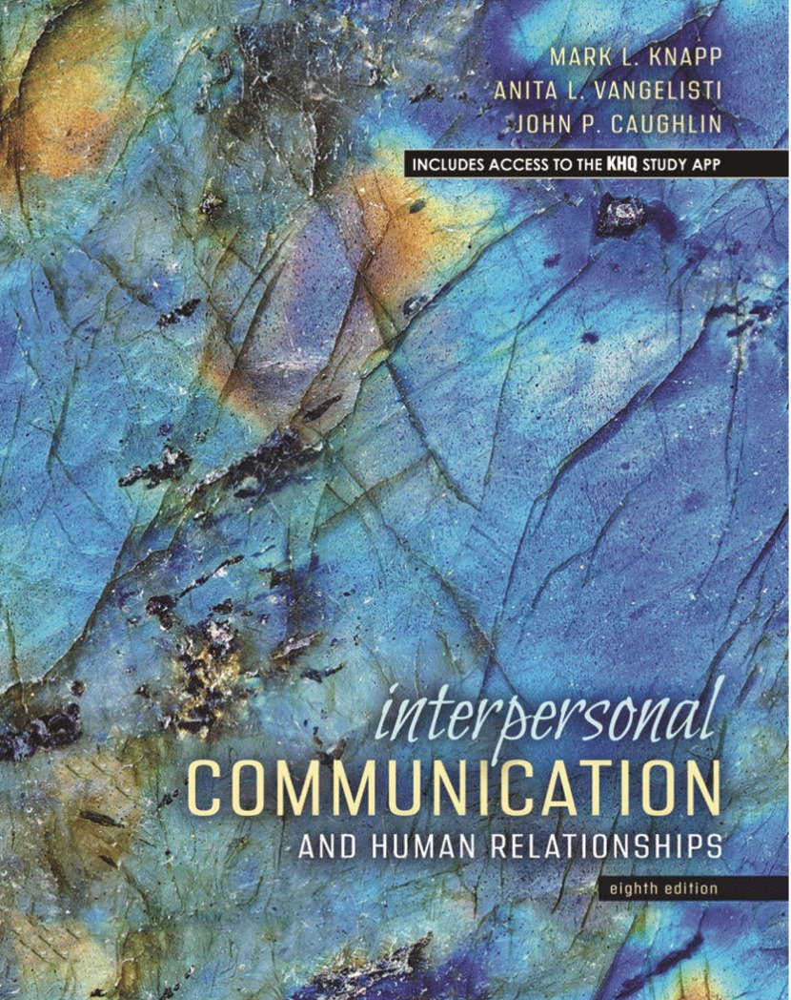 MARK L. KNAPP
ANITA L. VANGELISTI
JOHN P. CAUGHLIN
INCLUDES ACCESS TO THE KHQ STUDY APP
interpersonal
COMMUNICATION
AND HUMAN RELATIONSHIPS
eighth edition